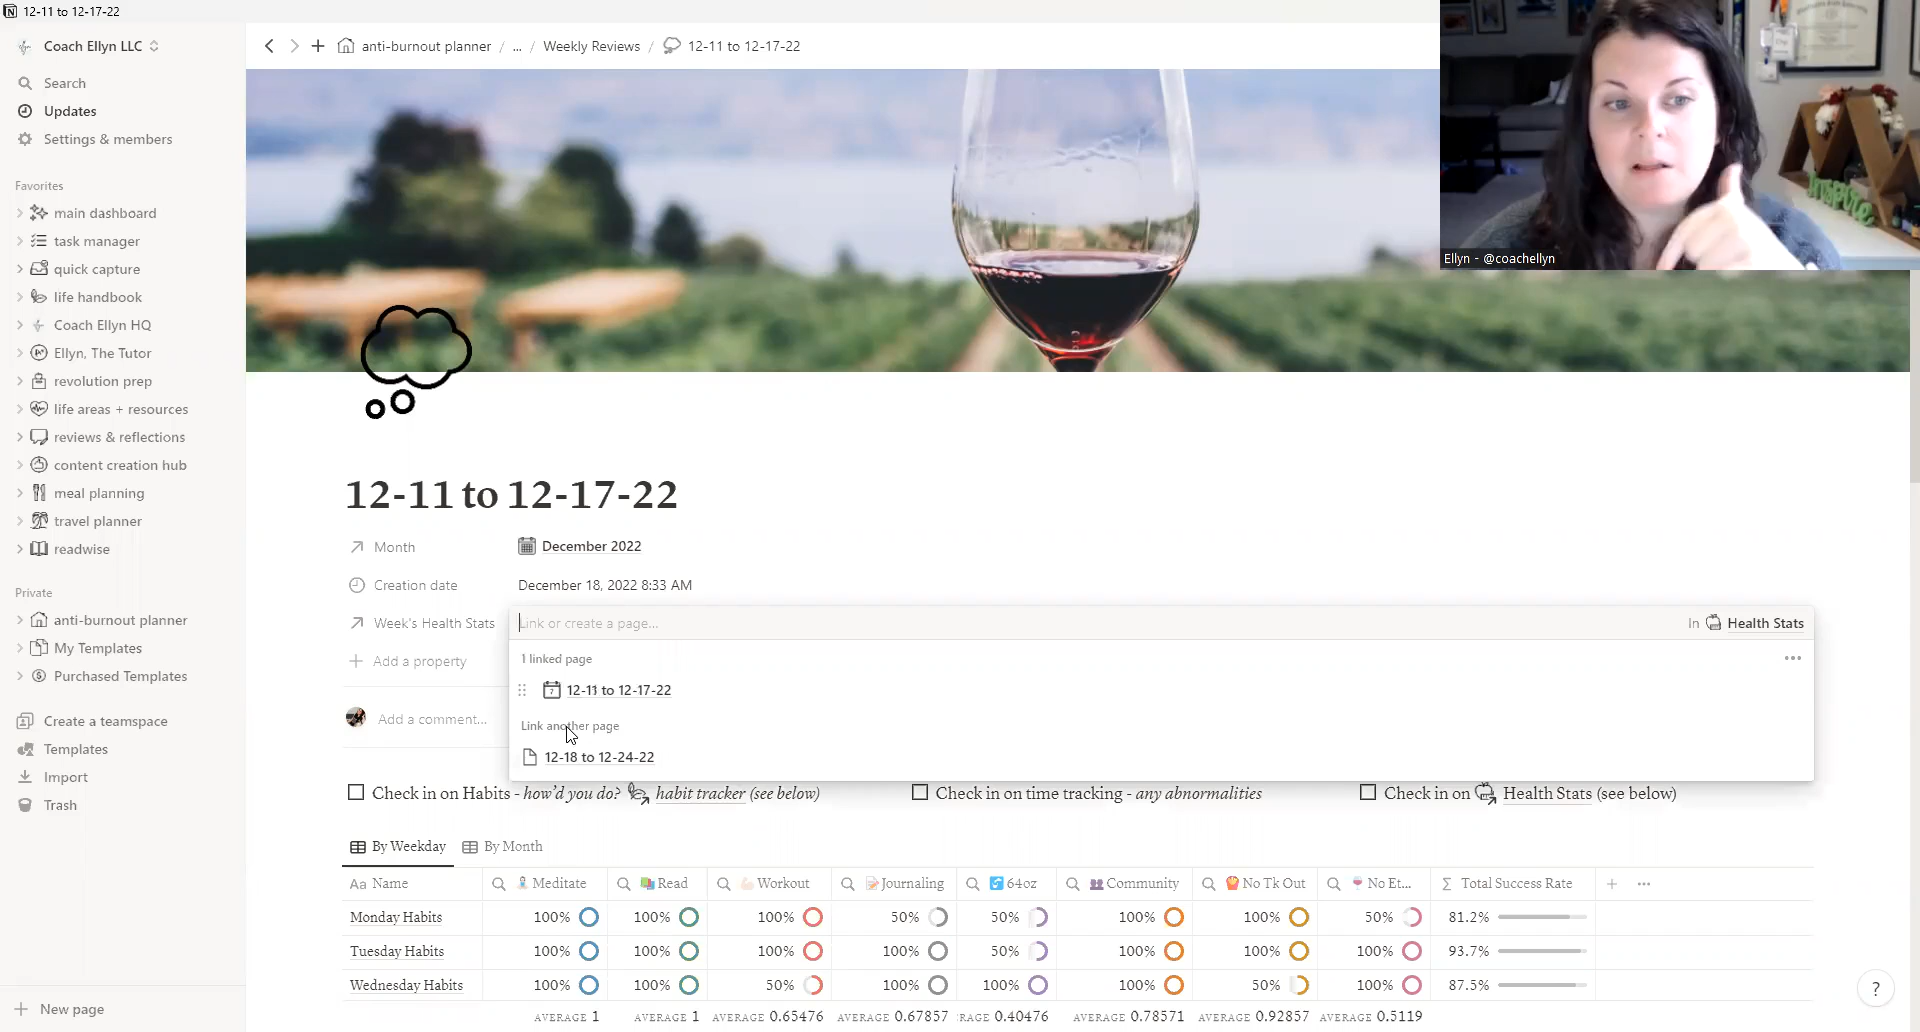 12-11 to 12-17-22
Coach Ellyn LLC
Search
Updates
Settings & members
Favorites
main dashboard
task manager
quick capture
life handbook
Coach Ellyn HQ
Ellyn, The Tutor
revolution prep
life areas + resources
reviews & reflections
content creation hub
meal planning
travel planner
readwise
Private
anti-burnout planner
My Templates
Purchased Templates
Create a teamspace
Templates
Import
Trash
New page
anti-burnout planner / ... / Weekly Reviews / 12-11 to 12-17-22
Inspire
Ellyn - @coachellyn
12-11 to 12-17-22
Month December 2022
Creation date December 18, 2022 8:33 AM
Week's Health Stats Link or create a page... In Health Stats
1 linked page
Add a property
12-11 to 12-17-22
Add a comment...
Link another page
12-18 to 12-24-22
Check in on Habits - how'd you do? habit tracker (see below) Check in on time tracking - any abnormalities Check in on Health Stats (see below)
By Weekday By Month
Aa Name Meditate Read Workout Journaling 64oz Community No Tk Out No Et... Σ Total Success Rate
Monday Habits 100% 100% 100% 50% 50% 100% 100% 50% 81.2%
Tuesday Habits 100% 100% 100% 100% 50% 100% 100% 100% 93.7%
Wednesday Habits 100% 100% 50% 100% 100% 100% 50% 100% 87.5%
AVERAGE 1 AVERAGE 1 AVERAGE 0.65476 AVERAGE 0.67857 RAGE 0.40476 AVERAGE 0.78571 AVERAGE 0.92857 AVERAGE 0.5119
?